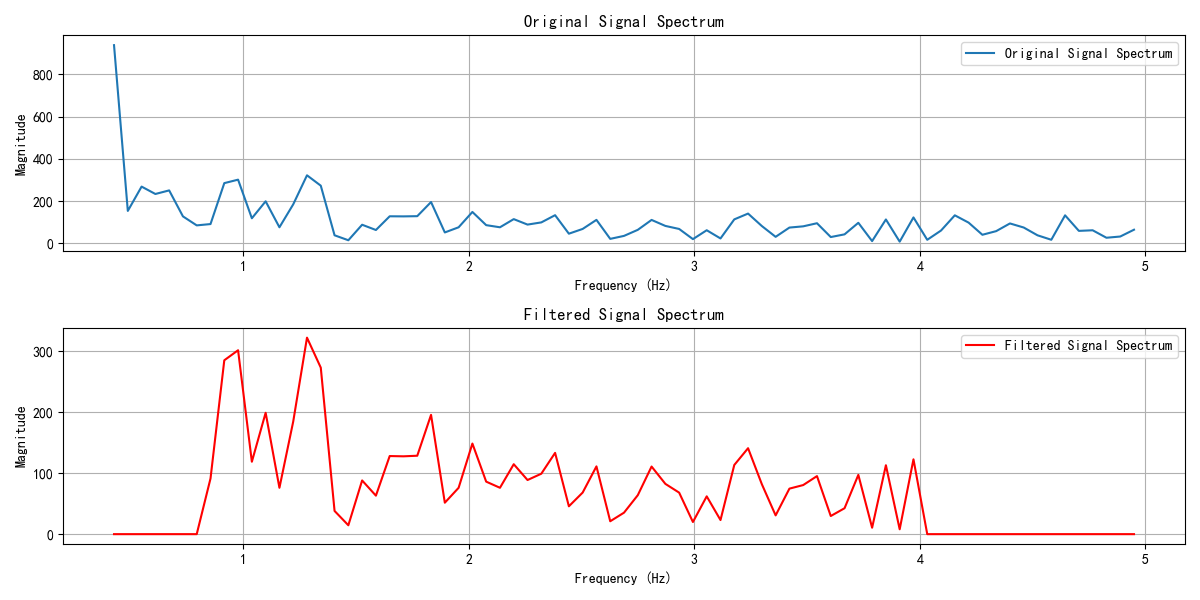 Original Signal Spectrum
Original Signal Spectrum
Magnitude
800
600
400
200
0
1 2 3 4 5
Frequency (Hz)
Filtered Signal Spectrum
Filtered Signal Spectrum
Magnitude
300
200
100
0
1 2 3 4 5
Frequency (Hz)